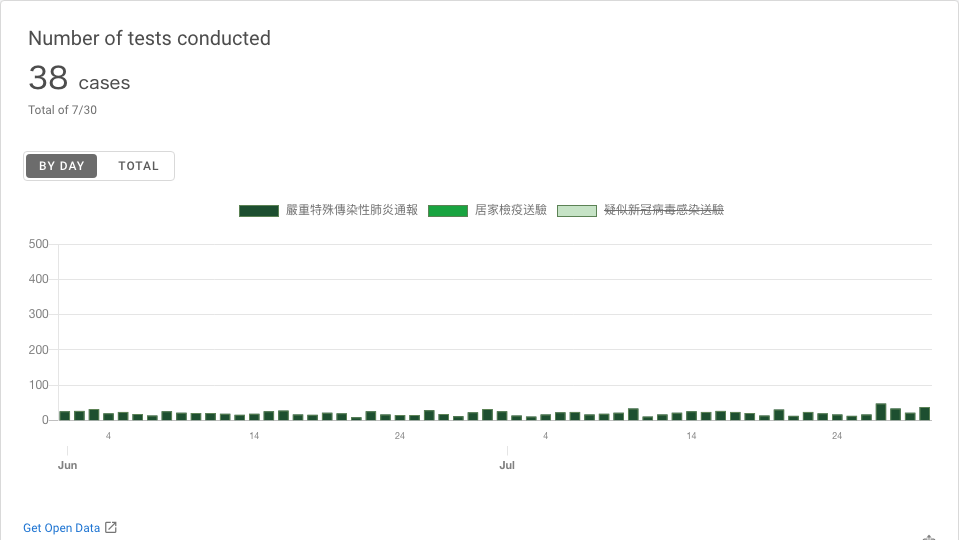 Number of tests conducted
38 cases
Total of 7/30
BY DAY TOTAL
嚴重特殊傳染性肺炎通報 居家檢疫送驗 疑似新冠病毒感染送驗
500
400
300
200
100
0
4 14 24 4 14 24
Jun Jul
Get Open Data